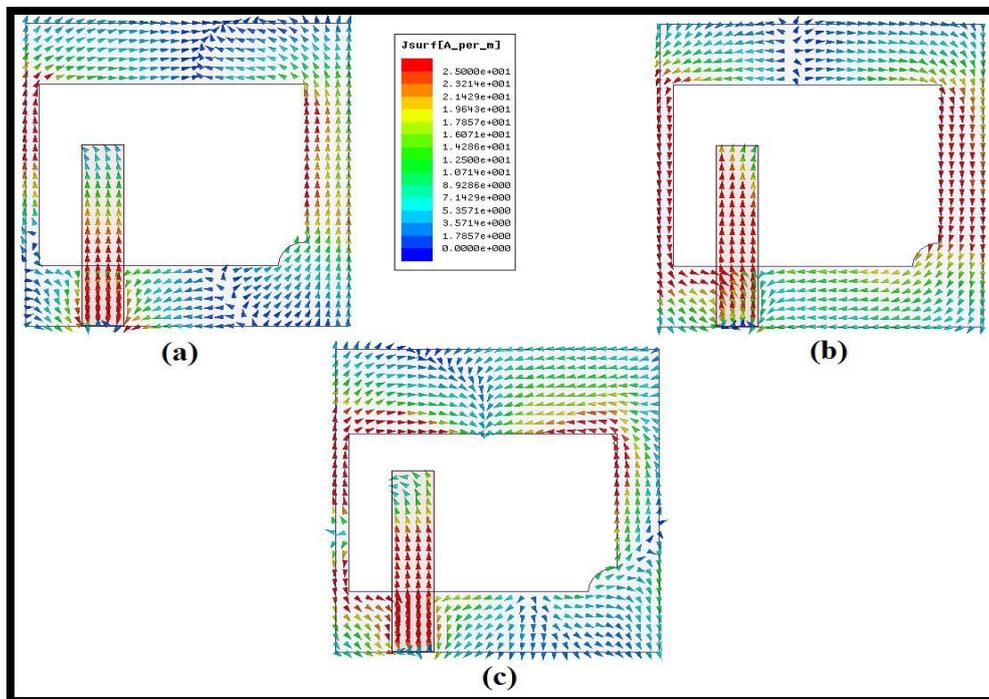 Jsurf[A_per_m]
2.5000e+001
2.3214e+001
2.1429e+001
1.9643e+001
1.7857e+001
1.6071e+001
1.4286e+001
1.2500e+001
1.0714e+001
8.9286e+000
7.1429e+000
5.3571e+000
3.5714e+000
1.7857e+000
0.0000e+000
(a)
(b)
(c)